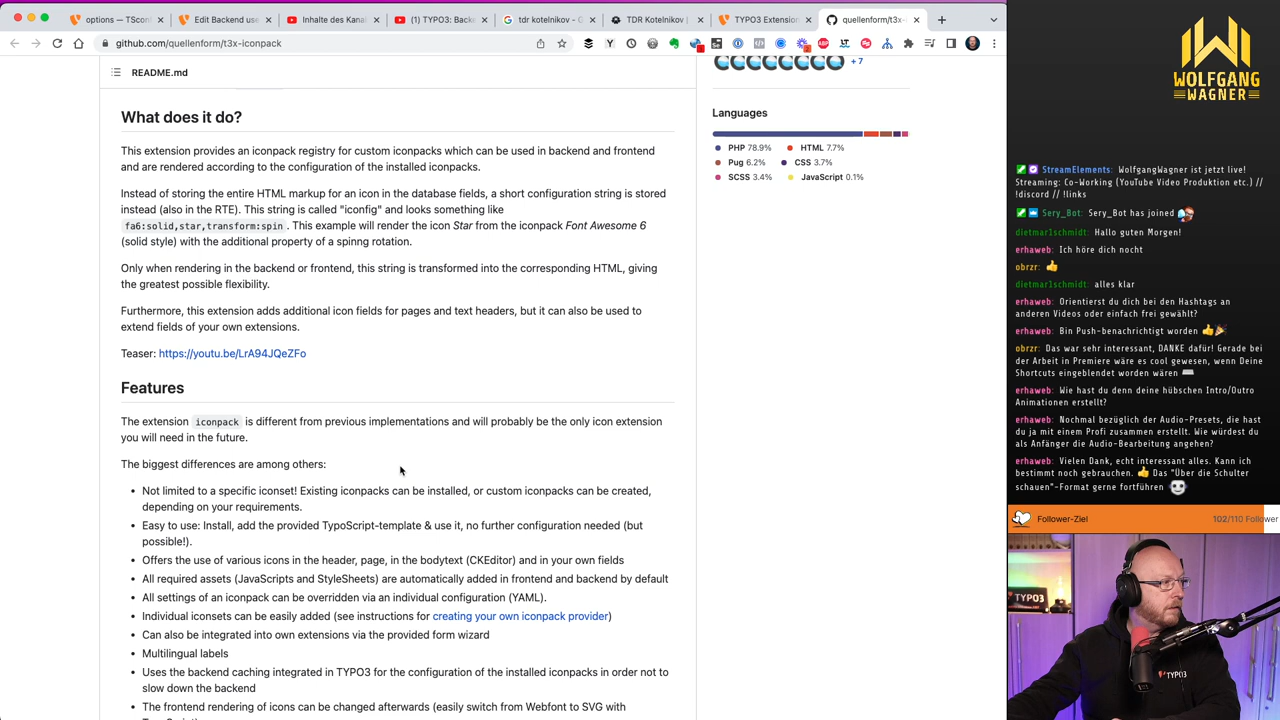 options — TSconf
Edit Backend use
Inhalte des Kanal
(1) TYPO3: Back
tdr kotelnikov - G
TDR Kotelnikov |
TYPO3 Extension
quellenform/t3x-
github.com/quellenform/t3x-iconpack
README.md
What does it do?
This extension provides an iconpack registry for custom iconpacks which can be used in backend and frontend
and are rendered according to the configuration of the installed iconpacks.
Instead of storing the entire HTML markup for an icon in the database fields, a short configuration string is stored
instead (also in the RTE). This string is called "iconfig" and looks something like
fa6:solid,star,transform:spin . This example will render the icon Star from the iconpack Font Awesome 6
(solid style) with the additional property of a spinng rotation.
Only when rendering in the backend or frontend, this string is transformed into the corresponding HTML, giving
the greatest possible flexibility.
Furthermore, this extension adds additional icon fields for pages and text headers, but it can also be used to
extend fields of your own extensions.
Teaser: https://youtu.be/LrA94JQeZFo
Features
The extension iconpack is different from previous implementations and will probably be the only icon extension
you will need in the future.
The biggest differences are among others:
• Not limited to a specific iconset! Existing iconpacks can be installed, or custom iconpacks can be created,
depending on your requirements.
• Easy to use: Install, add the provided TypoScript-template & use it, no further configuration needed (but
possible!).
• Offers the use of various icons in the header, page, in the bodytext (CKEditor) and in your own fields
• All required assets (JavaScripts and StyleSheets) are automatically added in frontend and backend by default
• All settings of an iconpack can be overridden via an individual configuration (YAML).
• Individual iconsets can be easily added (see instructions for creating your own iconpack provider)
• Can also be integrated into own extensions via the provided form wizard
• Multilingual labels
• Uses the backend caching integrated in TYPO3 for the configuration of the installed iconpacks in order not to
slow down the backend
• The frontend rendering of icons can be changed afterwards (easily switch from Webfont to SVG with
+ 7
Languages
PHP 78.9% HTML 7.7%
Pug 6.2% CSS 3.7%
SCSS 3.4% JavaScript 0.1%
WOLFGANG
WAGNER
StreamElements: WolfgangWagner ist jetzt live!
Streaming: Co-Working (YouTube Video Produktion etc.) //
!discord // !links
Sery_Bot: Sery_Bot has joined
dietmar1schmidt: Hallo guten Morgen!
erhaweb: Ich höre dich nocht
obrzr: 👍
dietmar1schmidt: alles klar
erhaweb: Orientierst du dich bei den Hashtags an
anderen Videos oder einfach frei gewählt?
erhaweb: Bin Push-benachrichtigt worden 👍🎉
obrzr: Das war sehr interessant, DANKE dafür! Gerade bei
der Arbeit in Premiere wäre es cool gewesen, wenn Deine
Shortcuts eingeblendet worden wären ⌨️
erhaweb: Wie hast du denn deine hübschen Intro/Outro
Animationen erstellt?
erhaweb: Nochmal bezüglich der Audio-Presets, die hast
du ja mit einem Profi zusammen erstellt. Wie würdest du
als Anfänger die Audio-Bearbeitung angehen?
erhaweb: Vielen Dank, echt interessant alles. Kann ich
bestimmt noch gebrauchen. 👍 Das "Über die Schulter
schauen"-Format gerne fortführen
Follower-Ziel 102/110 Follower
TYPO3
TYPO3